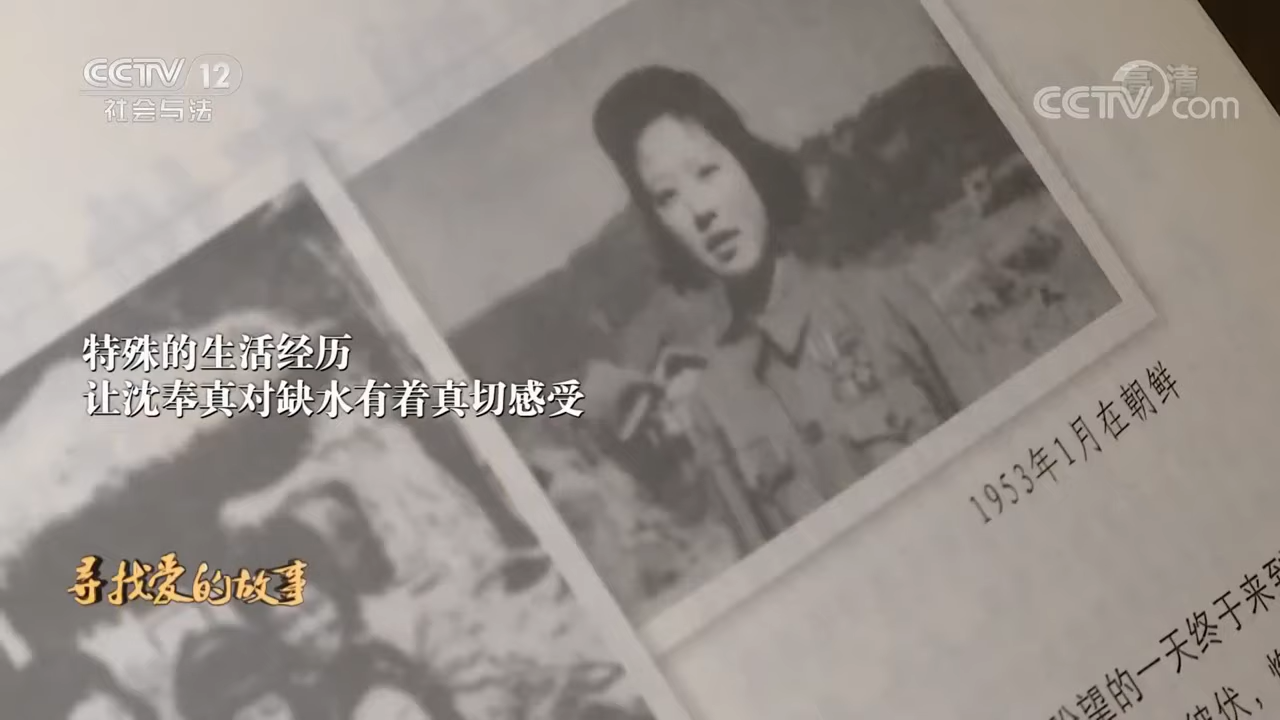 CCTV 12
社会与法
高清
CCTV com
特殊的生活经历
让沈奉真对缺水有着真切感受
1953年1月在朝鲜
寻找爱的故事
望的一天终于来到
伏，